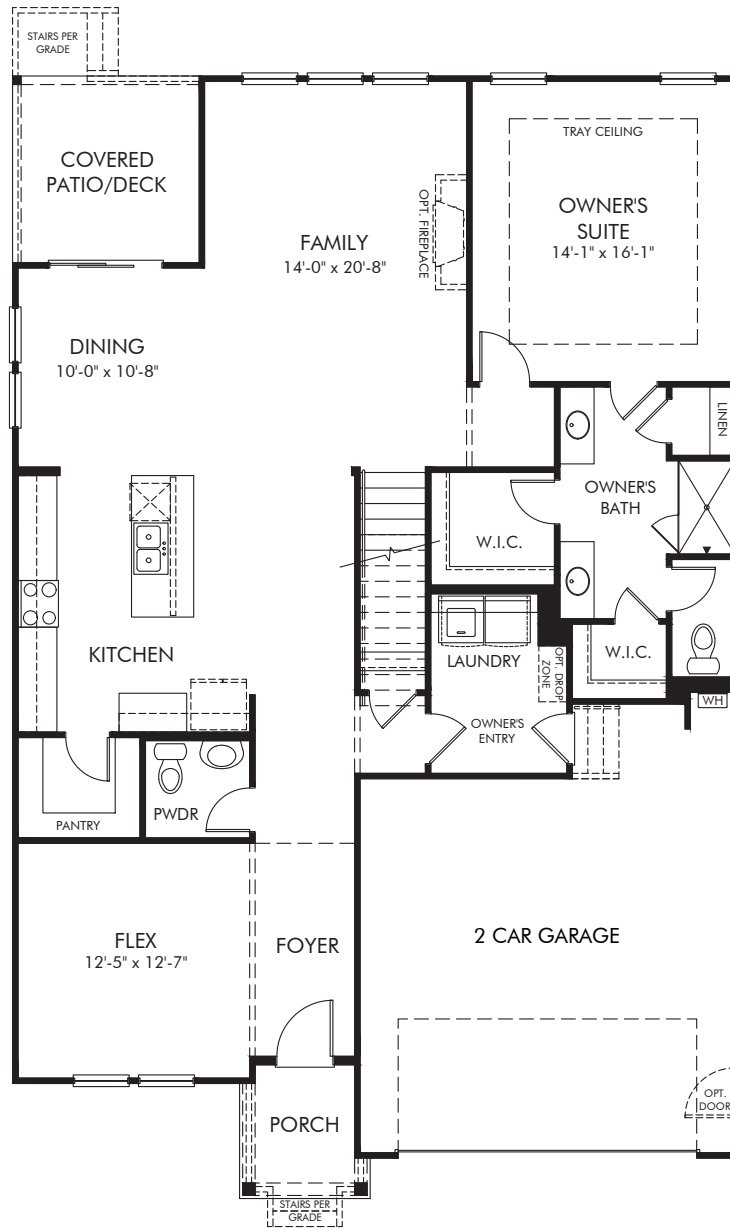 STAIRS PER
GRADE
COVERED
PATIO/DECK
FAMILY
14'-0" x 20'-8"
OPT. FIREPLACE
TRAY CEILING
OWNER'S
SUITE
14'-1" x 16'-1"
DINING
10'-0" x 10'-8"
LINEN
OWNER'S
BATH
W.I.C.
KITCHEN
LAUNDRY
OPT. DROP
ZONE
W.I.C.
WH
OWNER'S
ENTRY
PANTRY
PWDR
FLEX
12'-5" x 12'-7"
FOYER
2 CAR GARAGE
OPT.
DOOR
PORCH
STAIRS PER
GRADE